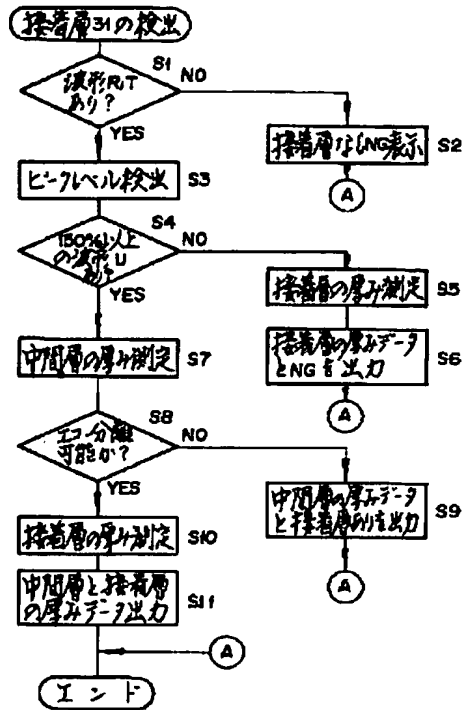 接着層31の検出
S1
波形R,T
あり?
NO
YES
接着層なしNG表示
S2
A
ピークレベル検出
S3
S4
150%以上
の波形U
あり?
NO
YES
接着層の厚み測定
S5
接着層の厚みデータ
とNGを出力
S6
A
中間層の厚み測定
S7
S8
エコー分離
可能か?
NO
YES
中間層の厚みデータ
と接着層ありを出力
S9
A
接着層の厚み測定
S10
中間層と接着層
の厚みデータ出力
S11
A
エンド